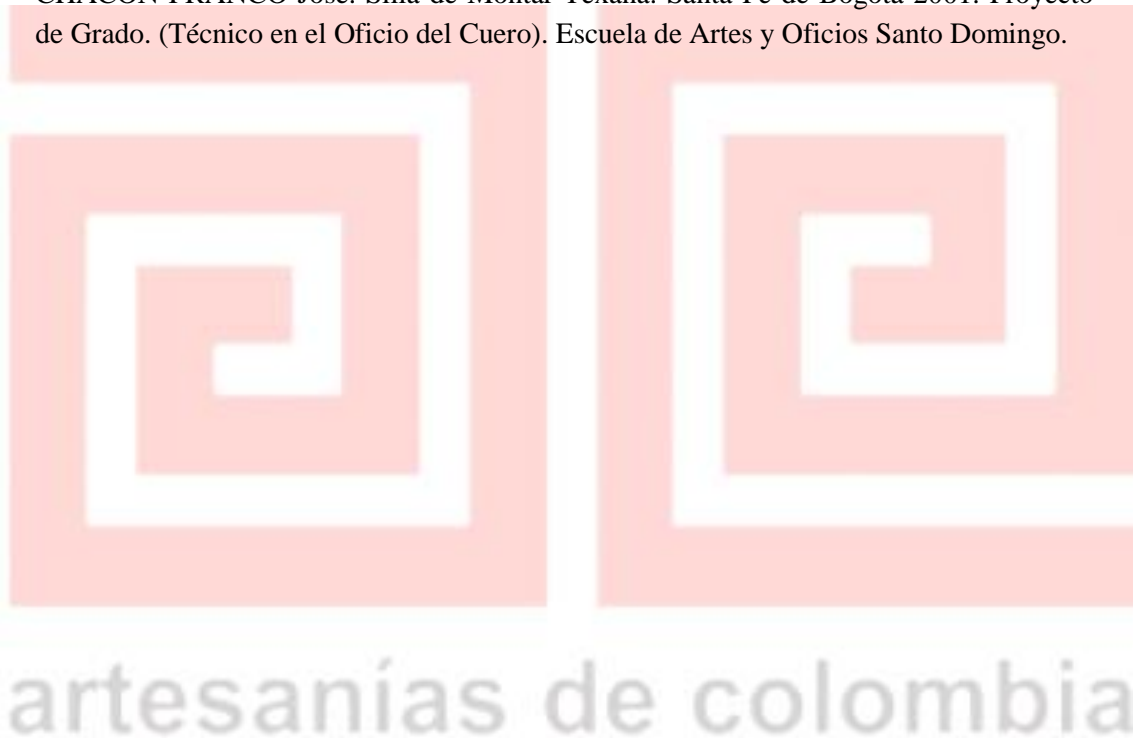 CHACÓN FRANCO José. Silla de Montar Texana. Santa Fe de Bogotá 2001. Proyecto
de Grado. (Técnico en el Oficio del Cuero). Escuela de Artes y Oficios Santo Domingo.
artesanías de colombia